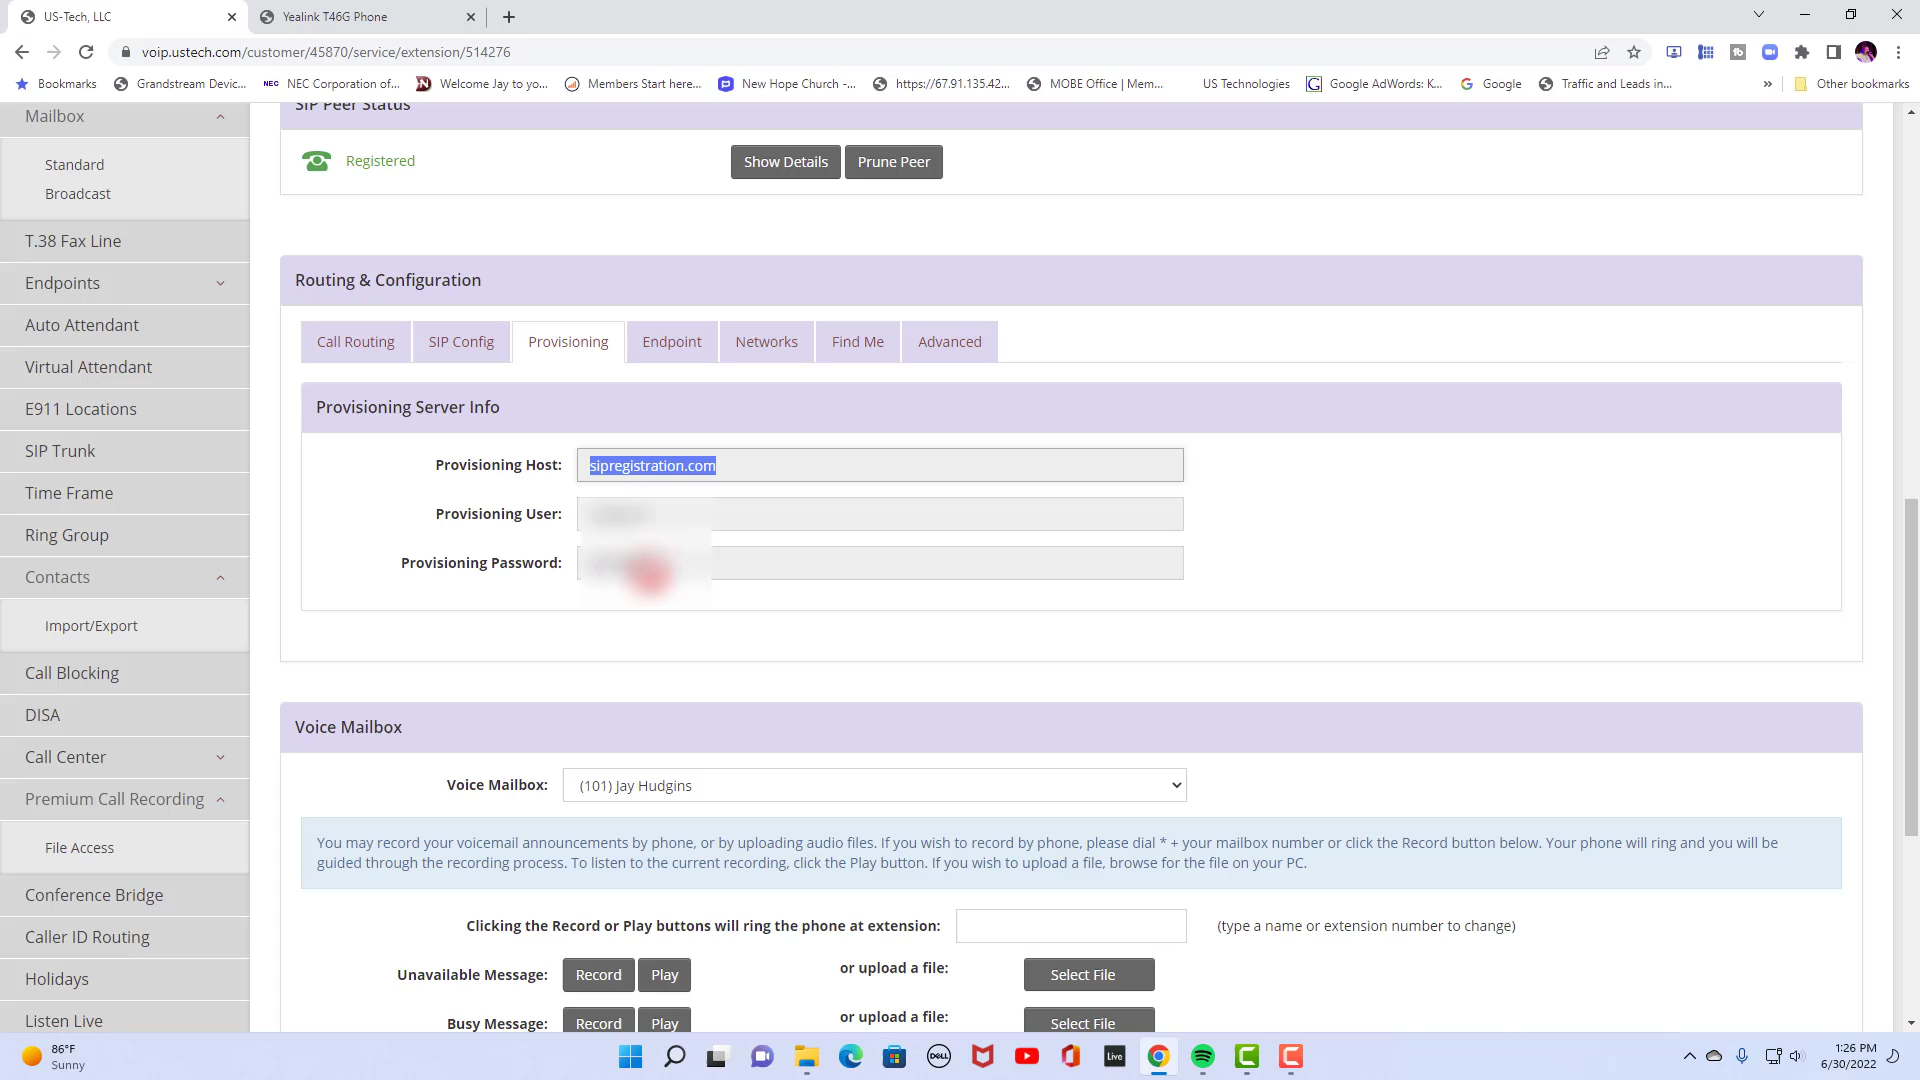 US-Tech, LLC
Yealink T46G Phone
voip.ustech.com/customer/45870/service/extension/514276
Bookmarks
Grandstream Devic...
NEC NEC Corporation of...
Welcome Jay to yo...
Members Start here...
New Hope Church -...
https://67.91.135.42...
MOBE Office | Mem...
US Technologies
Google AdWords: K...
Google
Traffic and Leads in...
»
Other bookmarks
Mailbox
Standard
Broadcast
T.38 Fax Line
Endpoints
Auto Attendant
Virtual Attendant
E911 Locations
SIP Trunk
Time Frame
Ring Group
Contacts
Import/Export
Call Blocking
DISA
Call Center
Premium Call Recording
File Access
Conference Bridge
Caller ID Routing
Holidays
Listen Live
SIP Peer Status
Registered
Show Details
Prune Peer
Routing & Configuration
Call Routing
SIP Config
Provisioning
Endpoint
Networks
Find Me
Advanced
Provisioning Server Info
Provisioning Host: sipregistration.com
Provisioning User:
Provisioning Password:
Voice Mailbox
Voice Mailbox: (101) Jay Hudgins
You may record your voicemail announcements by phone, or by uploading audio files. If you wish to record by phone, please dial * + your mailbox number or click the Record button below. Your phone will ring and you will be
guided through the recording process. To listen to the current recording, click the Play button. If you wish to upload a file, browse for the file on your PC.
Clicking the Record or Play buttons will ring the phone at extension: (type a name or extension number to change)
Unavailable Message: Record Play or upload a file: Select File
Busy Message: Record Play or upload a file: Select File
86°F
Sunny
DELL
Live
1:26 PM
6/30/2022